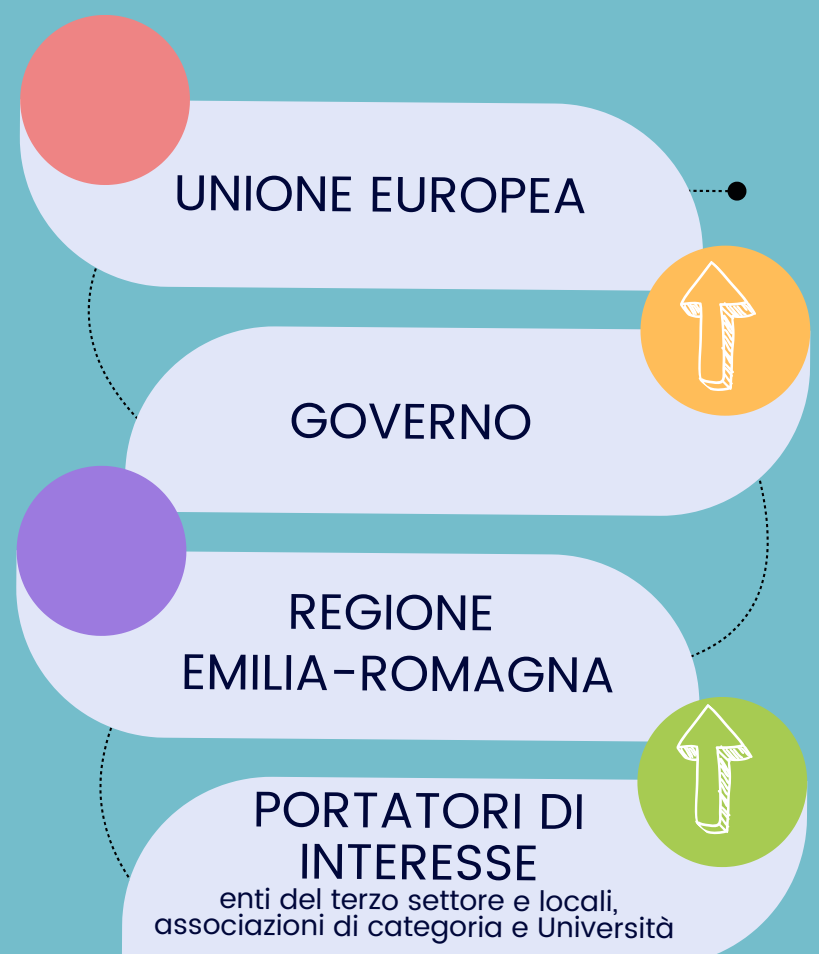 UNIONE EUROPEA
GOVERNO
REGIONE
EMILIA-ROMAGNA
PORTATORI DI
INTERESSE
enti del terzo settore e locali,
associazioni di categoria e Università